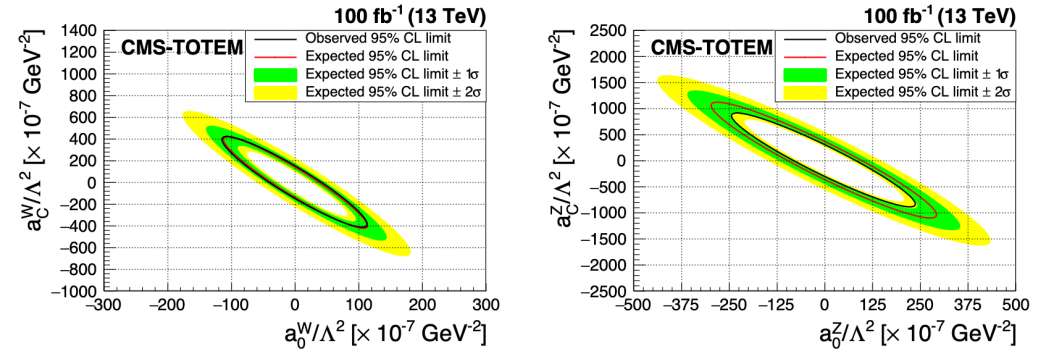 100 fb⁻¹ (13 TeV)
CMS-TOTEM
Observed 95% CL limit
Expected 95% CL limit
Expected 95% CL limit ± 1σ
Expected 95% CL limit ± 2σ
a_C^W/Λ² [× 10⁻⁷ GeV⁻²]
1400
1200
1000
800
600
400
200
0
−200
−400
−600
−800
−1000
−300 −200 −100 0 100 200 300
a_0^W/Λ² [× 10⁻⁷ GeV⁻²]
100 fb⁻¹ (13 TeV)
CMS-TOTEM
Observed 95% CL limit
Expected 95% CL limit
Expected 95% CL limit ± 1σ
Expected 95% CL limit ± 2σ
a_C^Z/Λ² [× 10⁻⁷ GeV⁻²]
2500
2000
1500
1000
500
0
−500
−1000
−1500
−2000
−2500
−500 −375 −250 −125 0 125 250 375 500
a_0^Z/Λ² [× 10⁻⁷ GeV⁻²]